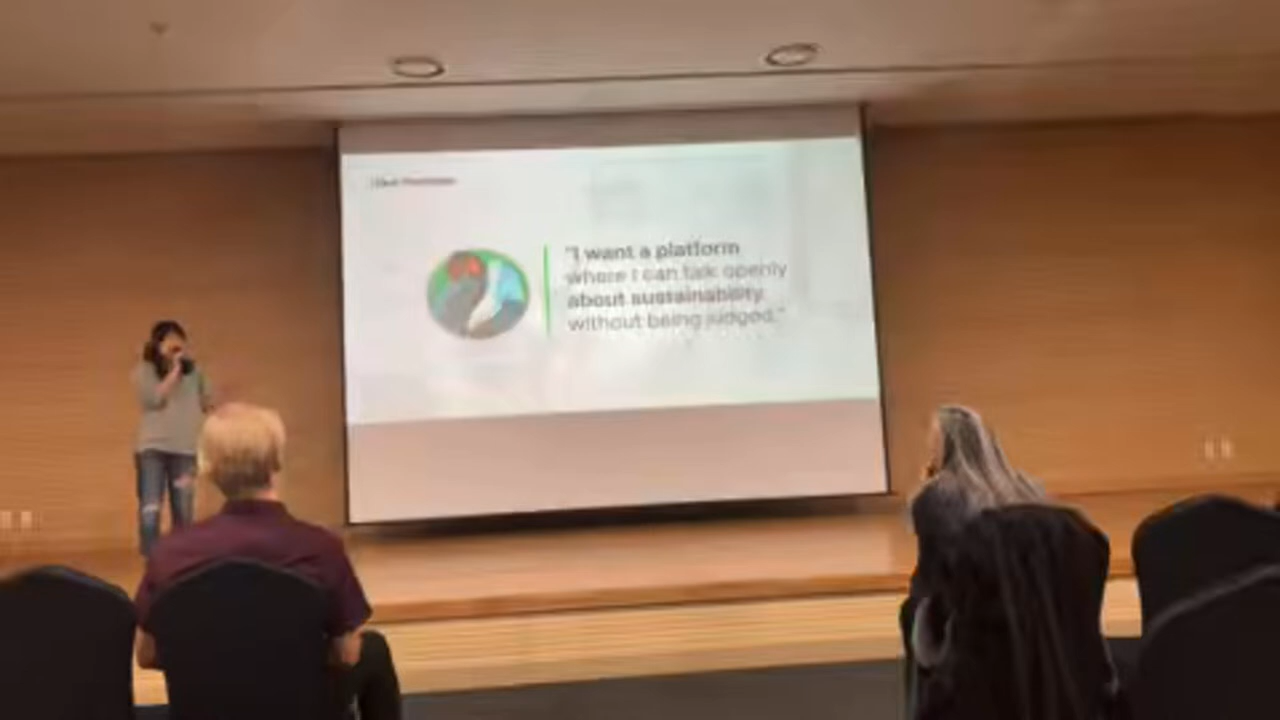 "I want a platform
where I can talk openly
about sustainability
without being judged."